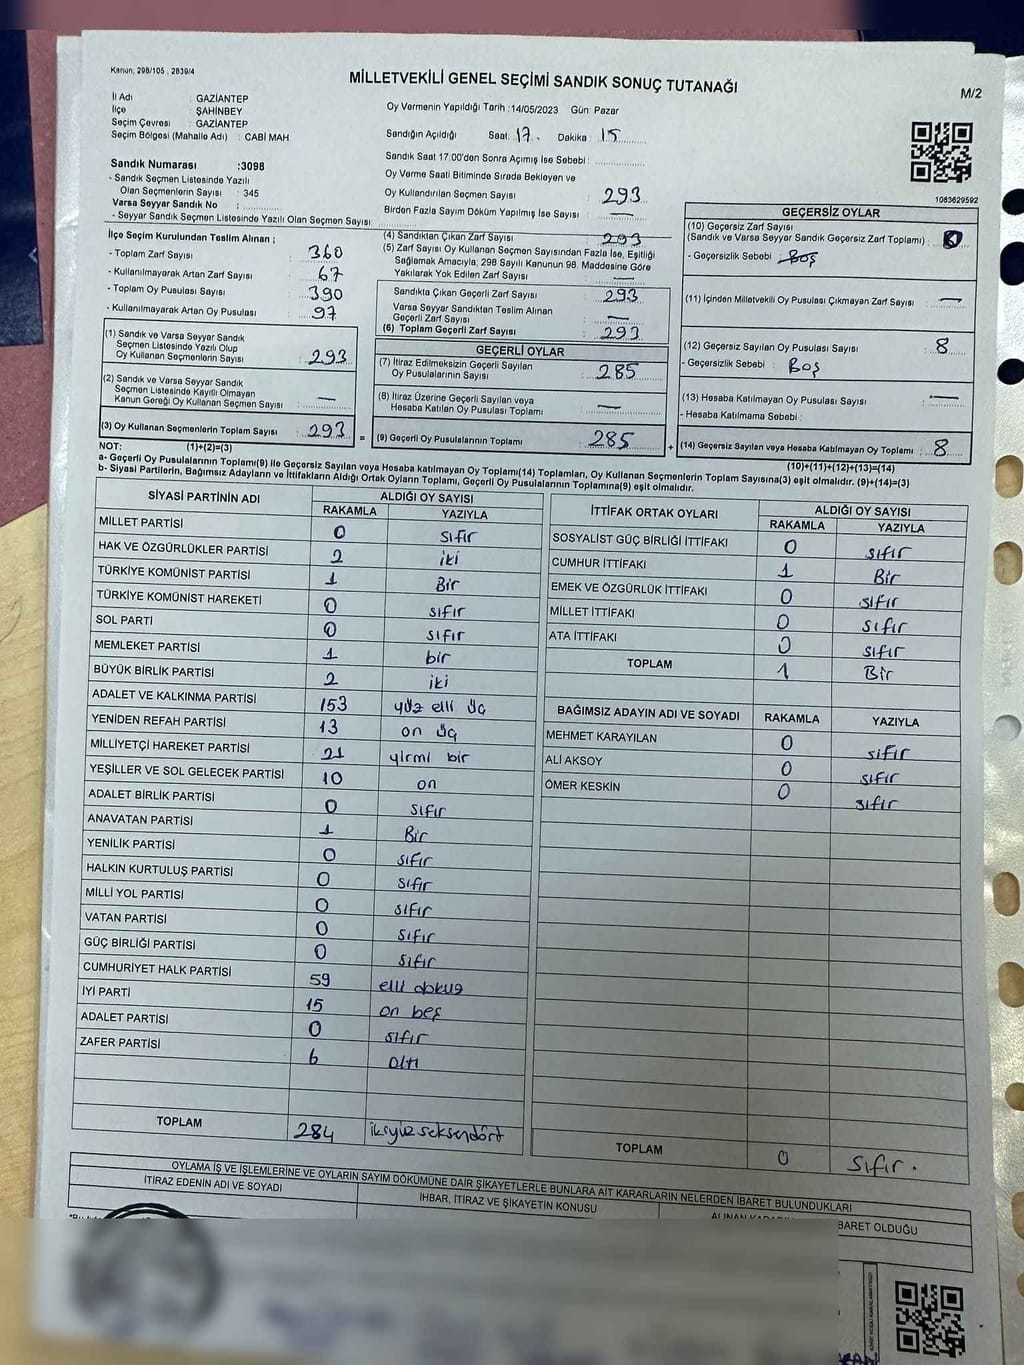 Kanun; 298/105 , 2839/4
MİLLETVEKİLİ GENEL SEÇİMİ SANDIK SONUÇ TUTANAĞI
M/2
İl Adı : GAZİANTEP
İlçe : ŞAHİNBEY
Seçim Çevresi : GAZİANTEP
Seçim Bölgesi (Mahalle Adı) : CABİ MAH
Sandık Numarası :3098
- Sandık Seçmen Listesinde Yazılı
Olan Seçmenlerin Sayısı : 345
Varsa Seyyar Sandık No :
- Seyyar Sandık Seçmen Listesinde Yazılı Olan Seçmen Sayısı:
Oy Vermenin Yapıldığı Tarih :14/05/2023 Gün: Pazar
Sandığın Açıldığı Saat: 17. Dakika : 15
Sandık Saat 17:00'den Sonra Açılmış İse Sebebi :
Oy Verme Saati Bitiminde Sırada Bekleyen ve
Oy Kullandırılan Seçmen Sayısı : 293
Birden Fazla Sayım Döküm Yapılmış İse Sayısı : —
1083629592
İlçe Seçim Kurulundan Teslim Alınan ;
- Toplam Zarf Sayısı : 360
- Kullanılmayarak Artan Zarf Sayısı : 67
- Toplam Oy Pusulası Sayısı : 390
- Kullanılmayarak Artan Oy Pusulası : 97
(1) Sandık ve Varsa Seyyar Sandık
Seçmen Listesinde Yazılı Olup
Oy Kullanan Seçmenlerin Sayısı : 293
(2) Sandık ve Varsa Seyyar Sandık
Seçmen Listesinde Kayıtlı Olmayan
Kanun Gereği Oy Kullanan Seçmen Sayısı : —
(3) Oy Kullanan Seçmenlerin Toplam Sayısı : 293
(4) Sandıktan Çıkan Zarf Sayısı : 293
(5) Zarf Sayısı Oy Kullanan Seçmen Sayısından Fazla İse, Eşitliği
Sağlamak Amacıyla; 298 Sayılı Kanunun 98. Maddesine Göre
Yakılarak Yok Edilen Zarf Sayısı : —
Sandıkta Çıkan Geçerli Zarf Sayısı : 293
Varsa Seyyar Sandıktan Teslim Alınan
Geçerli Zarf Sayısı : —
(6) Toplam Geçerli Zarf Sayısı : 293
GEÇERLİ OYLAR
(7) İtiraz Edilmeksizin Geçerli Sayılan
Oy Pusulalarının Sayısı : 285
(8) İtiraz Üzerine Geçerli Sayılan veya
Hesaba Katılan Oy Pusulası Toplamı : —
= (9) Geçerli Oy Pusulalarının Toplamı : 285 +
GEÇERSİZ OYLAR
(10) Geçersiz Zarf Sayısı
(Sandık ve Varsa Seyyar Sandık Geçersiz Zarf Toplamı) :
- Geçersizlik Sebebi : Boş
(11) İçinden Milletvekili Oy Pusulası Çıkmayan Zarf Sayısı : —
(12) Geçersiz Sayılan Oy Pusulası Sayısı : 8
- Geçersizlik Sebebi : Boş
(13) Hesaba Katılmayan Oy Pusulası Sayısı : —
- Hesaba Katılmama Sebebi :
(14) Geçersiz Sayılan veya Hesaba Katılmayan Oy Toplamı : 8
NOT: (1)+(2)=(3)
(10)+(11)+(12)+(13)=(14)
a- Geçerli Oy Pusulalarının Toplamı(9) ile Geçersiz Sayılan veya Hesaba Katılmayan Oy Toplamı(14) Toplamları, Oy Kullanan Seçmenlerin Toplam Sayısına(3) eşit olmalıdır. (9)+(14)=(3)
b- Siyasi Partilerin, Bağımsız Adayların ve İttifakların Aldığı Ortak Oyların Toplamı, Geçerli Oy Pusulalarının Toplamına(9) eşit olmalıdır.
SİYASİ PARTİNİN ADI ALDIĞI OY SAYISI
RAKAMLA YAZIYLA
MİLLET PARTİSİ 0 sıfır
HAK VE ÖZGÜRLÜKLER PARTİSİ 2 iki
TÜRKİYE KOMÜNİST PARTİSİ 1 Bir
TÜRKİYE KOMÜNİST HAREKETİ 0 sıfır
SOL PARTİ 0 sıfır
MEMLEKET PARTİSİ 1 bir
BÜYÜK BİRLİK PARTİSİ 2 iki
ADALET VE KALKINMA PARTİSİ 153 yüz elli üç
YENİDEN REFAH PARTİSİ 13 on üç
MİLLİYETÇİ HAREKET PARTİSİ 21 yirmi bir
YEŞİLLER VE SOL GELECEK PARTİSİ 10 on
ADALET BİRLİK PARTİSİ 0 sıfır
ANAVATAN PARTİSİ 1 Bir
YENİLİK PARTİSİ 0 sıfır
HALKIN KURTULUŞ PARTİSİ 0 sıfır
MİLLİ YOL PARTİSİ 0 sıfır
VATAN PARTİSİ 0 sıfır
GÜÇ BİRLİĞİ PARTİSİ 0 sıfır
CUMHURİYET HALK PARTİSİ 59 elli dokuz
İYİ PARTİ 15 on beş
ADALET PARTİSİ 0 sıfır
ZAFER PARTİSİ 6 altı
TOPLAM 284 ikiyüz seksendört
İTTİFAK ORTAK OYLARI ALDIĞI OY SAYISI
RAKAMLA YAZIYLA
SOSYALİST GÜÇ BİRLİĞİ İTTİFAKI 0 sıfır
CUMHUR İTTİFAKI 1 Bir
EMEK VE ÖZGÜRLÜK İTTİFAKI 0 sıfır
MİLLET İTTİFAKI 0 sıfır
ATA İTTİFAKI 0 sıfır
TOPLAM 1 Bir
BAĞIMSIZ ADAYIN ADI VE SOYADI RAKAMLA YAZIYLA
MEHMET KARAYILAN 0 sıfır
ALİ AKSOY 0 sıfır
ÖMER KESKİN 0 sıfır
TOPLAM 0 Sıfır.
OYLAMA İŞ VE İŞLEMLERİNE VE OYLARIN SAYIM DÖKÜMÜNE DAİR ŞİKAYETLERLE BUNLARA AİT KARARLARIN NELERDEN İBARET BULUNDUKLARI
İTİRAZ EDENİN ADI VE SOYADI
İHBAR, İTİRAZ VE ŞİKAYETİN KONUSU
BARET OLDUĞU